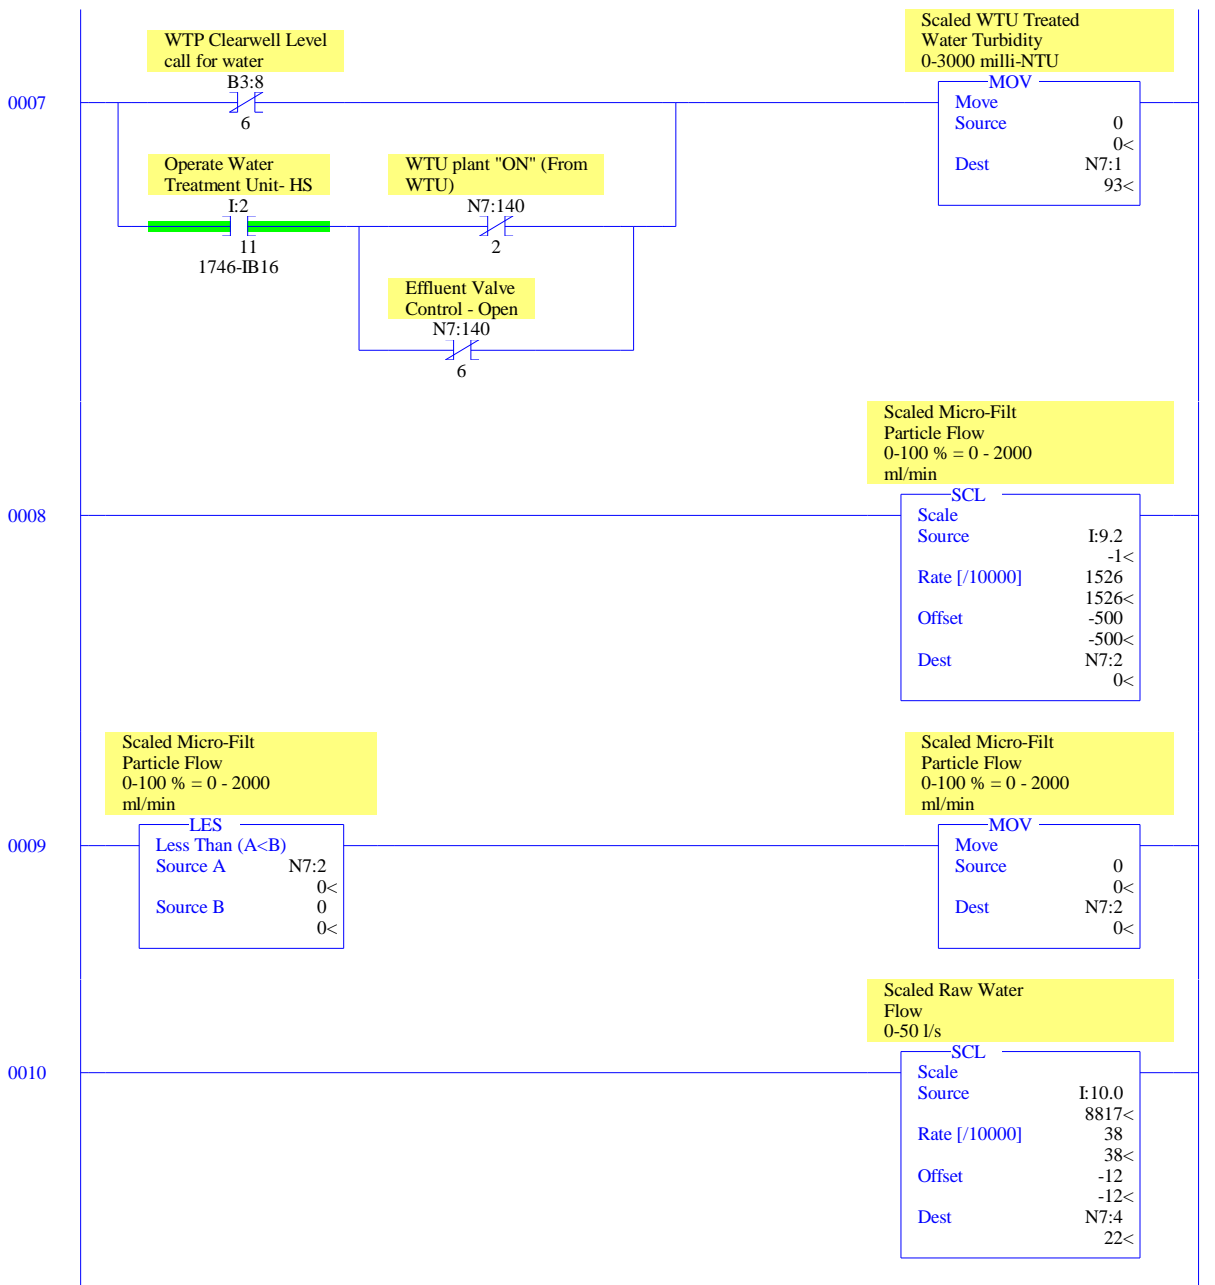 WTP Clearwell Level
call for water
B3:8
6
Scaled WTU Treated
Water Turbidity
0-3000 milli-NTU
MOV
0007
Move
Source 0
0<
Dest N7:1
93<
Operate Water
Treatment Unit- HS
I:2
11
1746-IB16
WTU plant "ON" (From
WTU)
N7:140
2
Effluent Valve
Control - Open
N7:140
6
Scaled Micro-Filt
Particle Flow
0-100 % = 0 - 2000
ml/min
SCL
0008
Scale
Source I:9.2
-1<
Rate [/10000] 1526
1526<
Offset -500
-500<
Dest N7:2
0<
Scaled Micro-Filt
Particle Flow
0-100 % = 0 - 2000
ml/min
LES
0009
Less Than (A<B)
Source A N7:2
0<
Source B 0
0<
Scaled Micro-Filt
Particle Flow
0-100 % = 0 - 2000
ml/min
MOV
Move
Source 0
0<
Dest N7:2
0<
Scaled Raw Water
Flow
0-50 l/s
SCL
0010
Scale
Source I:10.0
8817<
Rate [/10000] 38
38<
Offset -12
-12<
Dest N7:4
22<